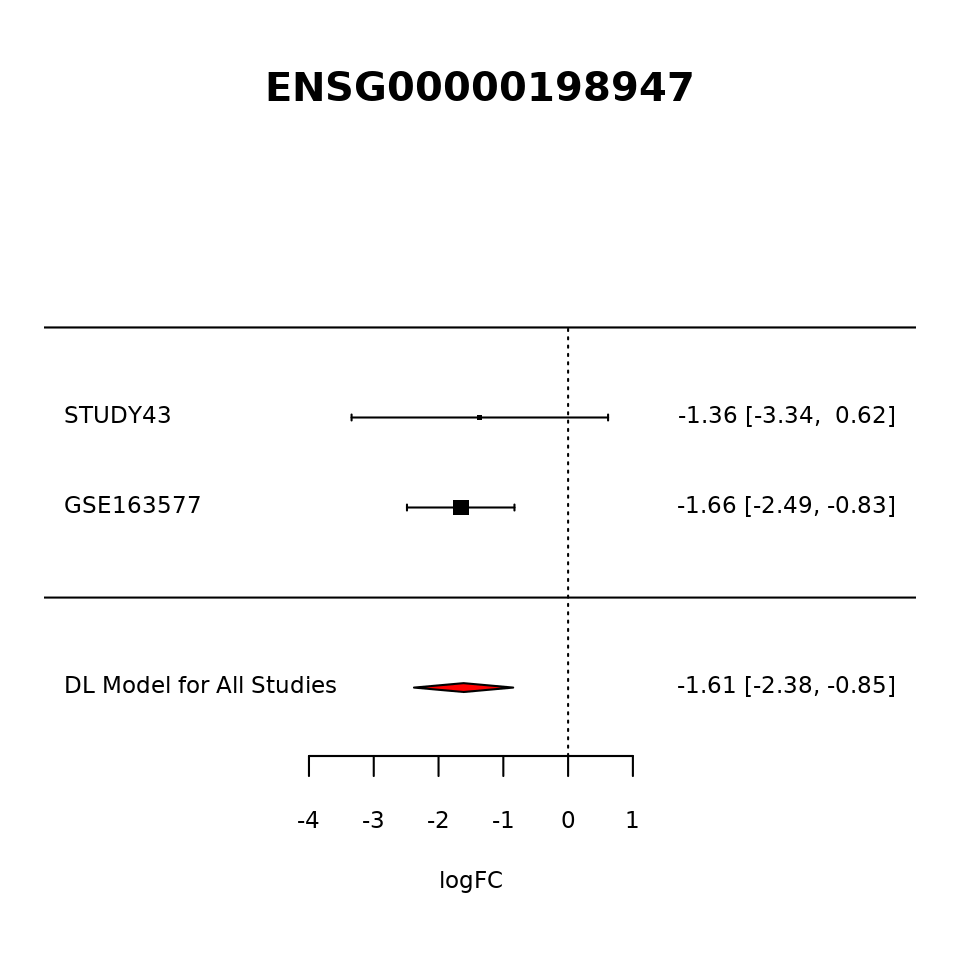 ENSG00000198947
STUDY43 -1.36 [-3.34,  0.62]
GSE163577 -1.66 [-2.49, -0.83]
DL Model for All Studies -1.61 [-2.38, -0.85]
-4 -3 -2 -1 0 1
logFC